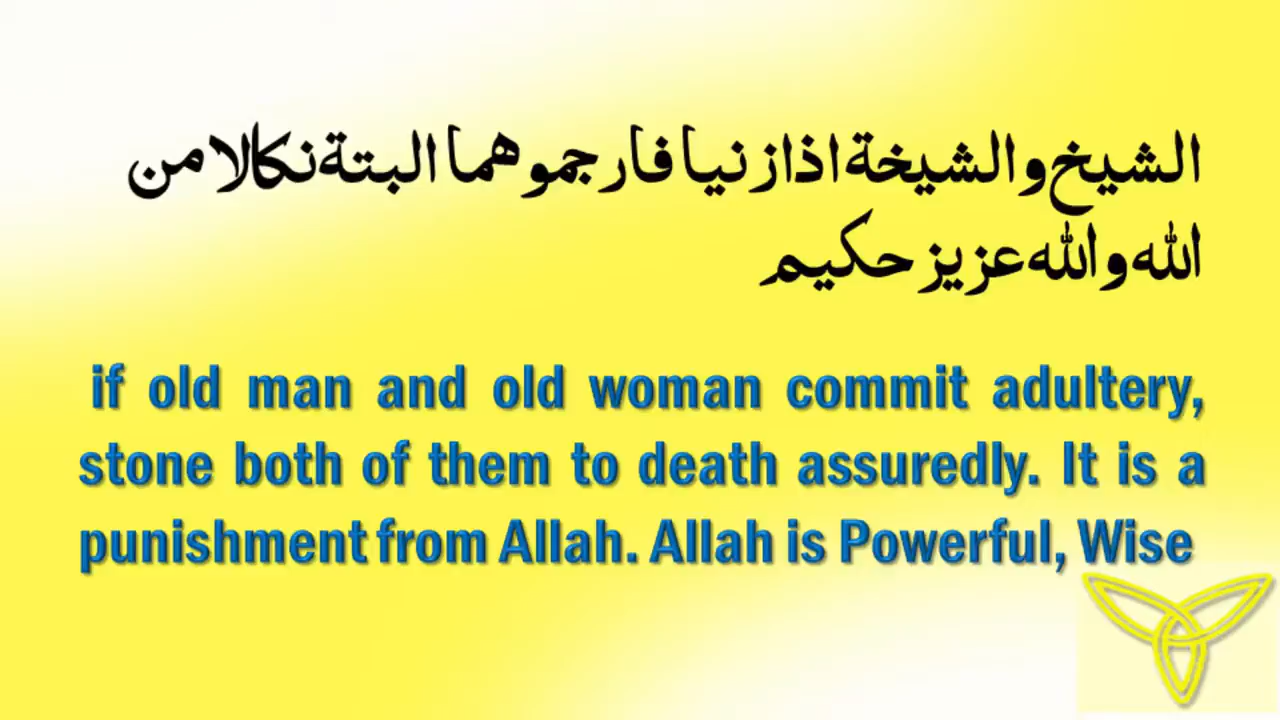 الشيخ والشيخة اذا زنيا فارجموهما البتة نكالا من
الله والله عزيز حكيم
if old man and old woman commit adultery,
stone both of them to death assuredly. It is a
punishment from Allah. Allah is Powerful, Wise